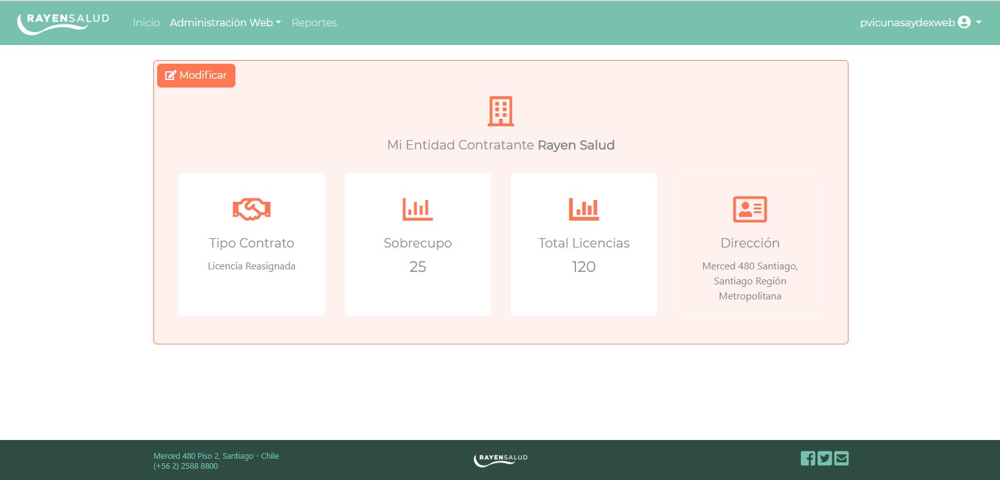 RAYENSALUD
Inicio Administración Web Reportes
pvicunasaydexweb
Modificar
Mi Entidad Contratante Rayen Salud
Tipo Contrato
Licencia Reasignada
Sobrecupo
25
Total Licencias
120
Dirección
Merced 480 Santiago,
Santiago Región
Metropolitana
Merced 480 Piso 2, Santiago - Chile
(+56 2) 2588 8800
RAYENSALUD